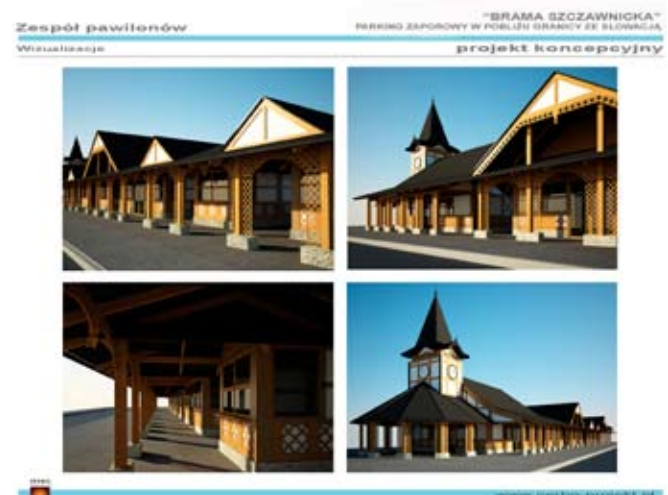 "BRAMA SZCZAWNICKA"
Zespół pawilonów
PARKING ZAPOROWY W POBLIŻU GRANICY ZE SŁOWACJĄ
Wizualizacje
projekt koncepcyjny